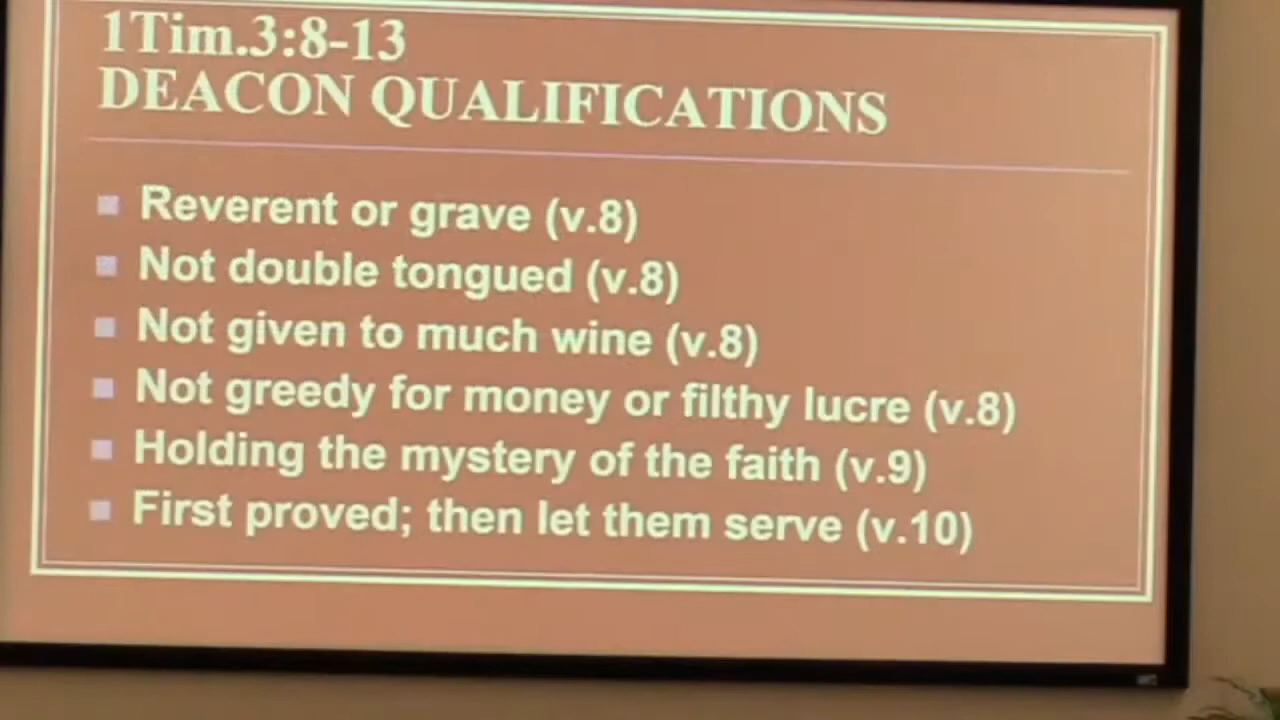 1Tim.3:8-13
DEACON QUALIFICATIONS
Reverent or grave (v.8)
Not double tongued (v.8)
Not given to much wine (v.8)
Not greedy for money or filthy lucre (v.8)
Holding the mystery of the faith (v.9)
First proved; then let them serve (v.10)